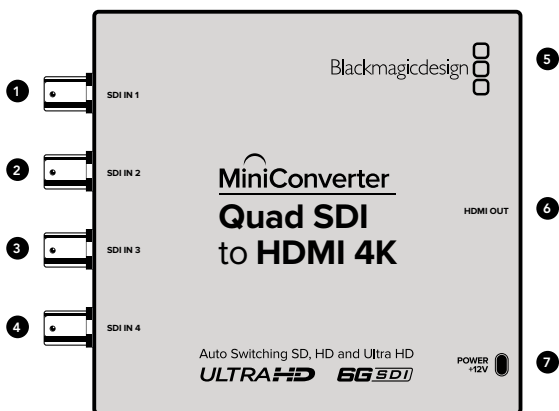 Blackmagicdesign
1
SDI IN 1
2
SDI IN 2
3
SDI IN 3
4
SDI IN 4
MiniConverter
Quad SDI
to HDMI 4K
Auto Switching SD, HD and Ultra HD
ULTRA HD 6G SDI
5
HDMI OUT
6
POWER
+12V
7